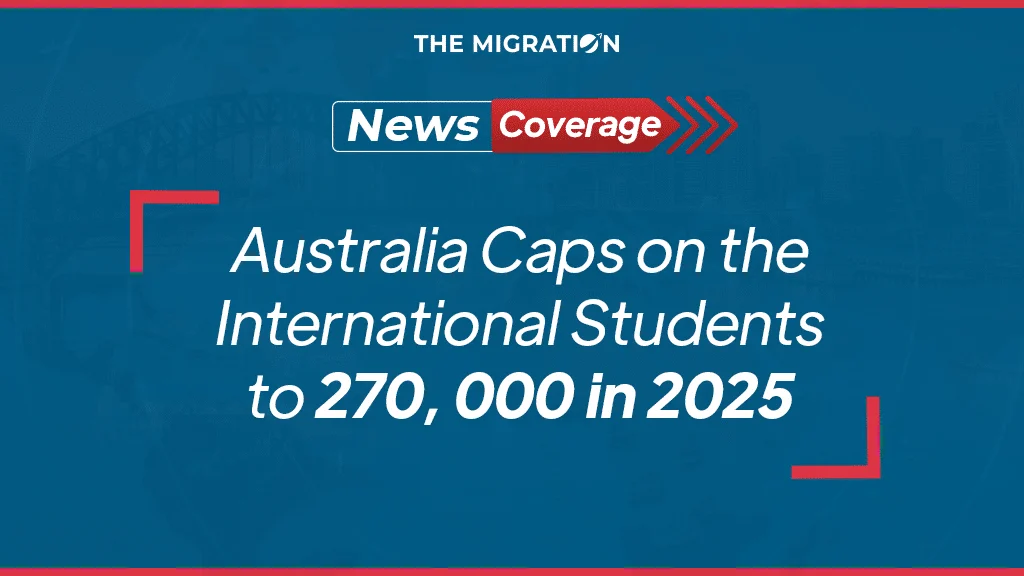 THE MIGRATION
News Coverage
Australia Caps on the
International Students
to 270, 000 in 2025